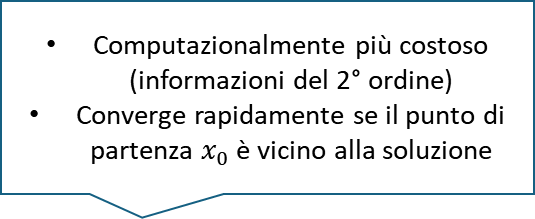 • Computazionalmente più costoso
(informazioni del 2° ordine)
• Converge rapidamente se il punto di
partenza 𝑥₀ è vicino alla soluzione